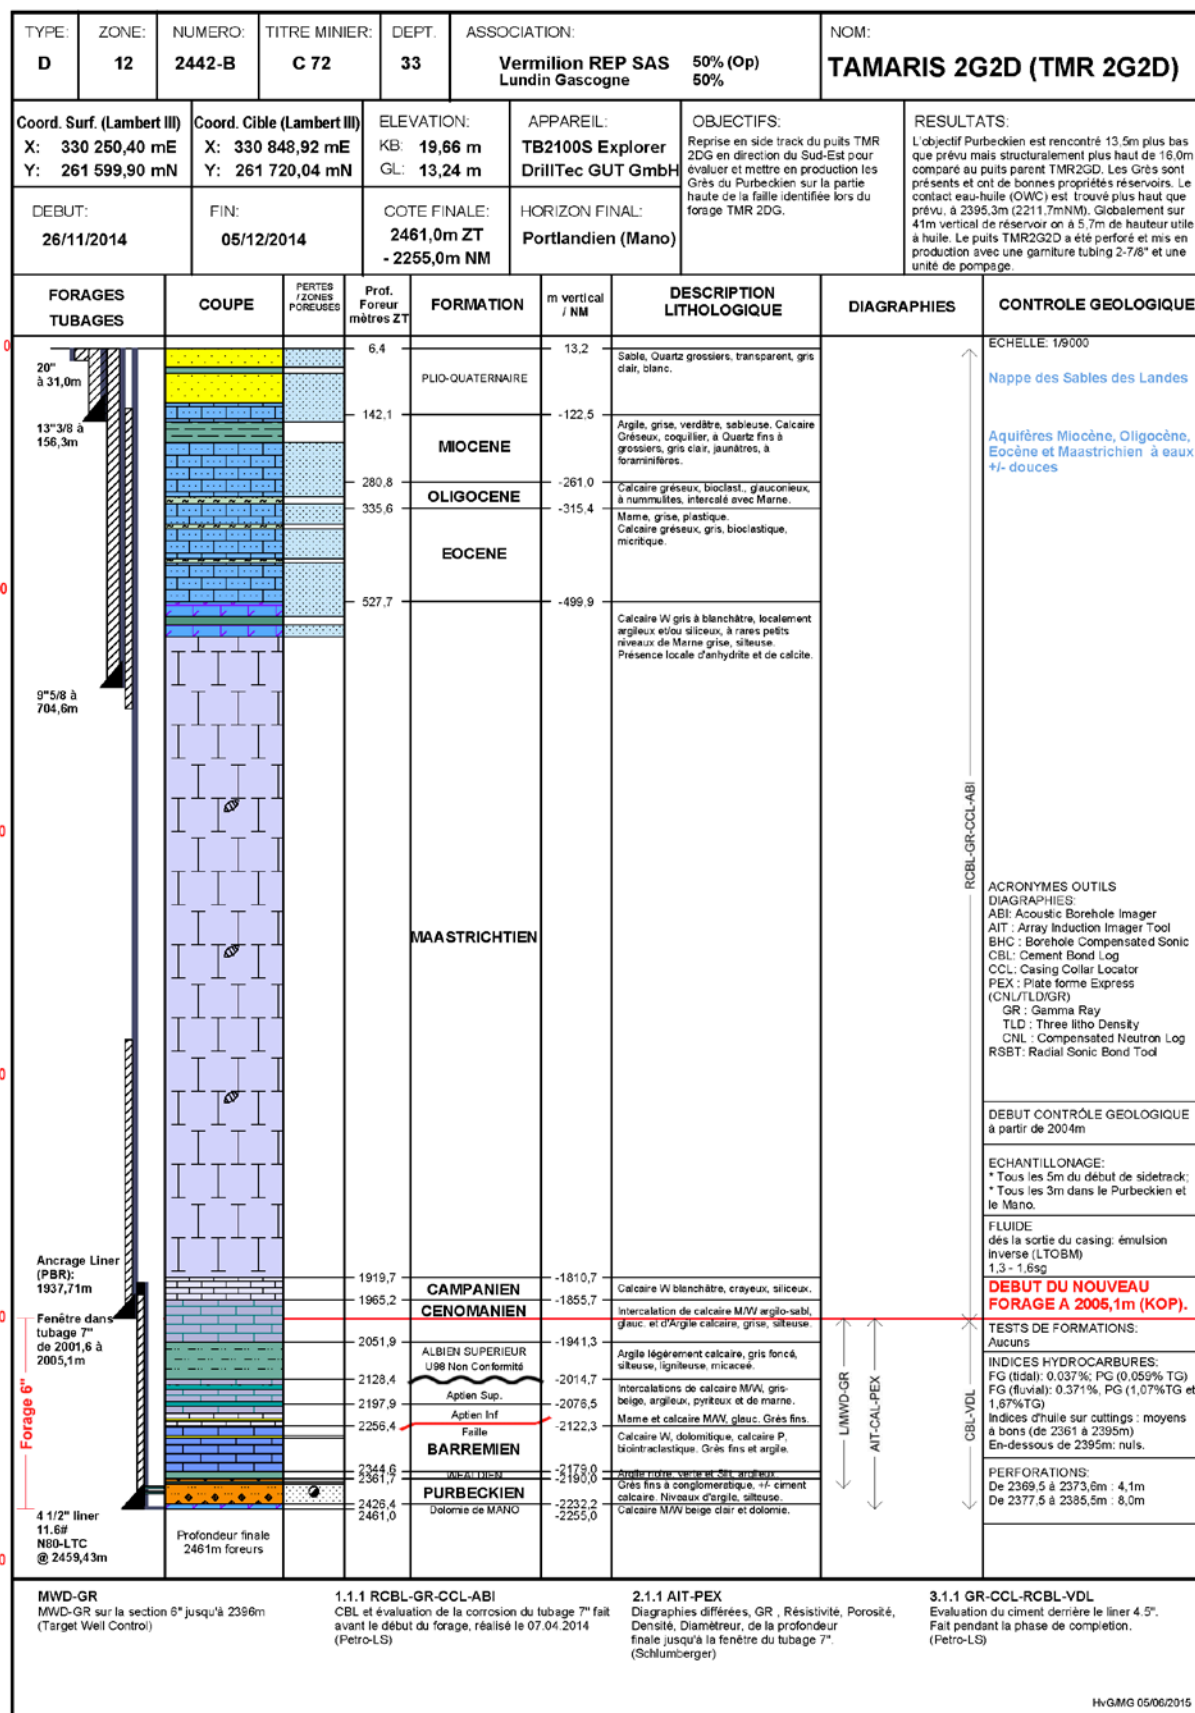 TYPE: ZONE: NUMERO: TITRE MINIER: DEPT. ASSOCIATION: NOM:
D 12 2442-B C 72 33 Vermilion REP SAS 50% (Op) TAMARIS 2G2D (TMR 2G2D)
Lundin Gascogne 50%
Coord. Surf. (Lambert III)
X: 330 250,40 mE
Y: 261 599,90 mN
Coord. Cible (Lambert III)
X: 330 848,92 mE
Y: 261 720,04 mN
ELEVATION:
KB: 19,66 m
GL: 13,24 m
APPAREIL:
TB2100S Explorer
DrillTec GUT GmbH
OBJECTIFS:
Reprise en side track du puits TMR
2DG en direction du Sud-Est pour
évaluer et mettre en production les
Grès du Purbeckien sur la partie
haute de la faille identifiée lors du
forage TMR 2DG.
RESULTATS:
L'objectif Purbeckien est rencontré 13,5m plus bas
que prévu mais structuralement plus haut de 16,0m
comparé au puits parent TMR2GD. Les Grès sont
présents et ont de bonnes propriétés réservoirs. Le
contact eau-huile (OWC) est trouvé plus haut que
prévu, à 2395,3m (2211,7mNM). Globalement sur
41m vertical de réservoir on à 5,7m de hauteur utile
à huile. Le puits TMR2G2D a été perforé et mis en
production avec une garniture tubing 2-7/8" et une
unité de pompage.
DEBUT:
26/11/2014
FIN:
05/12/2014
COTE FINALE:
2461,0m ZT
- 2255,0m NM
HORIZON FINAL:
Portlandien (Mano)
FORAGES
TUBAGES
COUPE
PERTES
/ ZONES
POREUSES
Prof.
Foreur
mètres ZT
FORMATION
m vertical
/ NM
DESCRIPTION
LITHOLOGIQUE
DIAGRAPHIES
CONTROLE GEOLOGIQUE
0
0
0
0
0
0
20"
à 31,0m
13"3/8 à
156,3m
9"5/8 à
704,6m
Ancrage Liner
(PBR):
1937,71m
Fenêtre dans
tubage 7"
de 2001,6 à
2005,1m
Forage 6"
4 1/2" liner
11.6#
N80-LTC
@ 2459,43m
Profondeur finale
2461m foreurs
6,4
142,1
280,8
335,6
527,7
1919,7
1965,2
2051,9
2128,4
2197,9
2256,4
2344,6
2361,7
2426,4
2461,0
PLIO-QUATERNAIRE
MIOCENE
OLIGOCENE
EOCENE
MAASTRICHTIEN
CAMPANIEN
CENOMANIEN
ALBIEN SUPERIEUR
U98 Non Conformité
Aptien Sup.
Aptien Inf
Faille
BARREMIEN
WEALDIEN
PURBECKIEN
Dolomie de MANO
13,2
-122,5
-261,0
-315,4
-499,9
-1810,7
-1855,7
-1941,3
-2014,7
-2076,5
-2122,3
-2179,0
-2190,0
-2232,2
-2255,0
Sable, Quartz grossiers, transparent, gris
clair, blanc.
Argile, grise, verdâtre, sableuse. Calcaire
Gréseux, coquillier, à Quartz fins à
grossiers, gris clair, jaunâtres, à
foraminifères.
Calcaire gréseux, bioclast., glauconieux,
à nummulites, intercalé avec Marne.
Marne, grise, plastique.
Calcaire gréseux, gris, bioclastique,
micritique.
Calcaire W gris à blanchâtre, localement
argileux et/ou siliceux, à rares petits
niveaux de Marne grise, silteuse.
Présence locale d'anhydrite et de calcite.
Calcaire W blanchâtre, crayeux, siliceux.
Intercalation de calcaire M/W argilo-sabl,
glauc. et d'Argile calcaire, grise, silteuse.
Argile légèrement calcaire, gris foncé,
silteuse, ligniteuse, micacée.
Intercalations de calcaire M/W, gris-
beige, argileux, pyriteux et de marne.
Marne et calcaire M/W, glauc. Grés fins.
Calcaire W, dolomitique, calcaire P,
biointraclastique. Grès fins et argile.
Argile noire, verte et Silt, argileux.
Grès fins à conglomeratique, +/- ciment
calcaire. Niveaux d'argile, silteuse.
Calcaire M/W beige clair et dolomie.
RCBL-GR-CCL-ABI
L/MWD-GR
AIT-CAL-PEX
CBL-VDL
ECHELLE: 1/9000
Nappe des Sables des Landes
Aquifères Miocène, Oligocène,
Eocène et Maastrichien à eaux
+/- douces
ACRONYMES OUTILS
DIAGRAPHIES:
ABI: Acoustic Borehole Imager
AIT : Array Induction Imager Tool
BHC : Borehole Compensated Sonic
CBL: Cement Bond Log
CCL: Casing Collar Locator
PEX : Plate forme Express
(CNL/TLD/GR)
GR : Gamma Ray
TLD : Three litho Density
CNL : Compensated Neutron Log
RSBT: Radial Sonic Bond Tool
DEBUT CONTRÔLE GEOLOGIQUE
à partir de 2004m
ECHANTILLONAGE:
* Tous les 5m du début de sidetrack;
* Tous les 3m dans le Purbeckien et
le Mano.
FLUIDE
dés la sortie du casing: émulsion
inverse (LTOBM)
1,3 - 1,6sg
DEBUT DU NOUVEAU
FORAGE A 2005,1m (KOP).
TESTS DE FORMATIONS:
Aucuns
INDICES HYDROCARBURES:
FG (tidal): 0.037%; PG (0,059% TG)
FG (fluvial): 0.371%, PG (1,07%TG et
1,67%TG)
Indices d'huile sur cuttings : moyens
à bons (de 2361 à 2395m)
En-dessous de 2395m: nuls.
PERFORATIONS:
De 2369,5 à 2373,6m : 4,1m
De 2377,5 à 2385,5m : 8,0m
MWD-GR
MWD-GR sur la section 6" jusqu'à 2396m
(Target Well Control)
1.1.1 RCBL-GR-CCL-ABI
CBL et évaluation de la corrosion du tubage 7" fait
avant le début du forage, réalisé le 07.04.2014
(Petro-LS)
2.1.1 AIT-PEX
Diagraphies différées, GR , Résistivité, Porosité,
Densité, Diamètreur, de la profondeur
finale jusqu'à la fenêtre du tubage 7".
(Schlumberger)
3.1.1 GR-CCL-RCBL-VDL
Evaluation du ciment derrière le liner 4.5".
Fait pendant la phase de completion.
(Petro-LS)
HvG/MG 05/06/2015